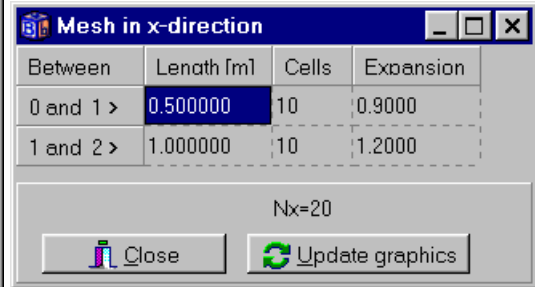 Mesh in x-direction
Between Length [m] Cells Expansion
0 and 1 > 0.500000 10 0.9000
1 and 2 > 1.000000 10 1.2000
Nx=20
Close Update graphics